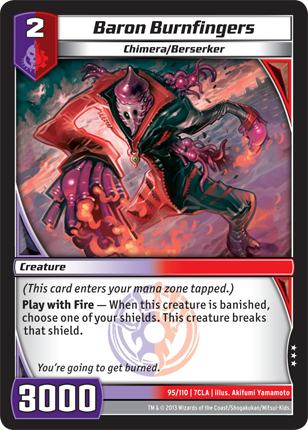 2
Baron Burnfingers
Chimera/Berserker
Creature
(This card enters your mana zone tapped.)
Play with Fire — When this creature is banished,
choose one of your shields. This creature breaks
that shield.
You're going to get burned.
3000
95/110 | 7CLA | illus. Akifumi Yamamoto
TM & © 2013 Wizards of the Coast/Shogakukan/Mitsui-Kids.